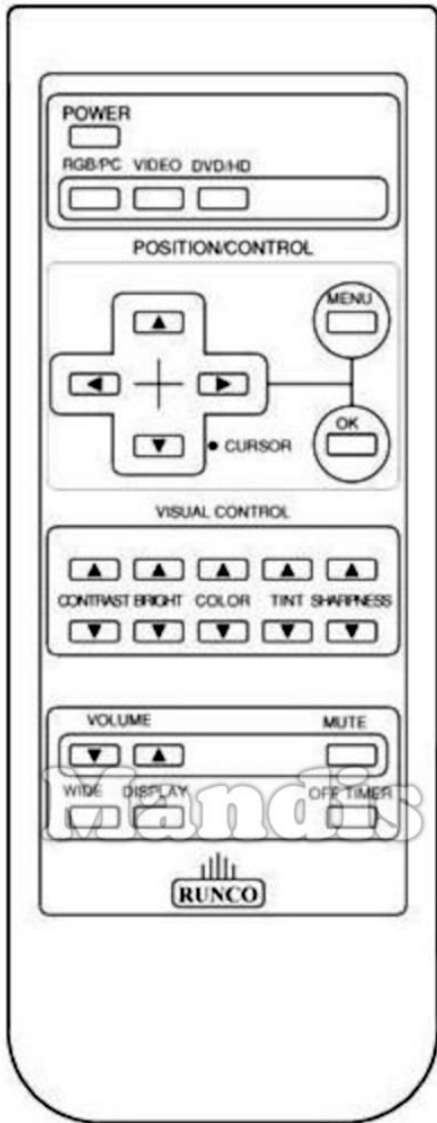 POWER
RGB/PC VIDEO DVD/HD
POSITION/CONTROL
MENU
OK
CURSOR
VISUAL CONTROL
CONTRAST BRIGHT COLOR TINT SHARPNESS
VOLUME MUTE
WIDE DISPLAY OFF TIMER
Mandis
RUNCO